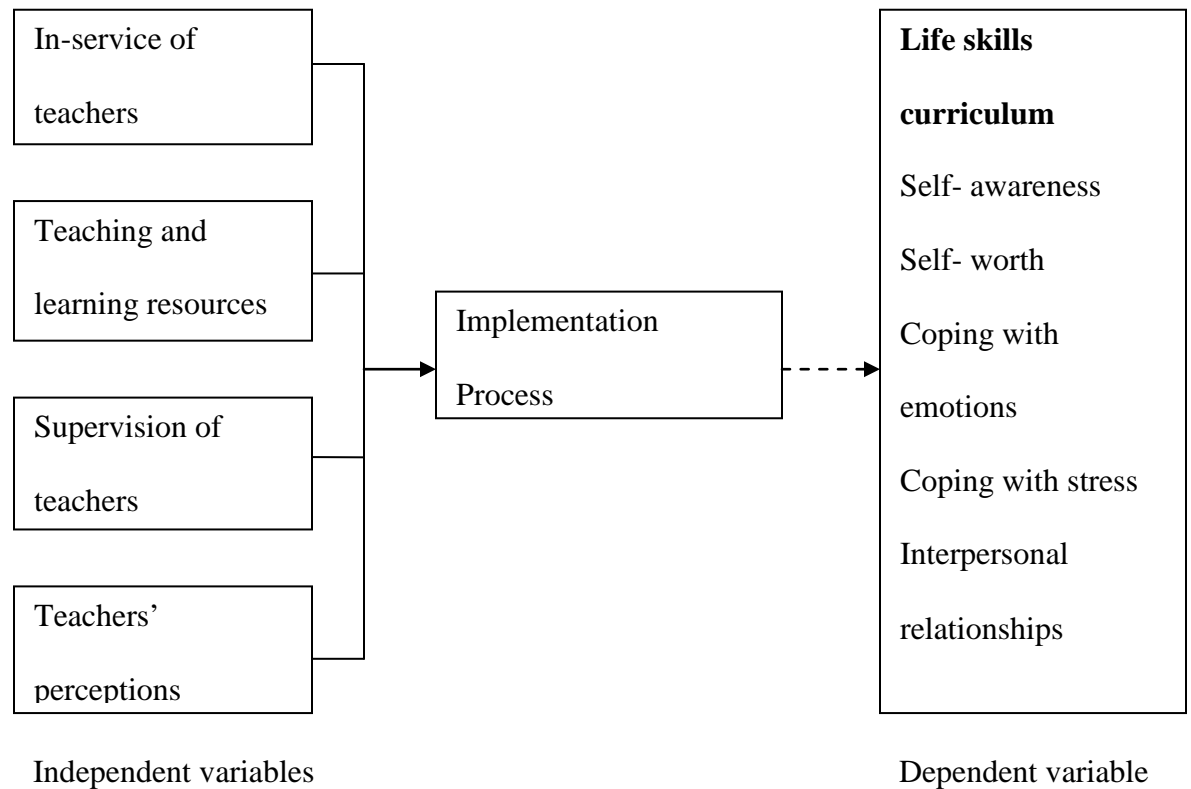 In-service of
teachers
Teaching and
learning resources
Supervision of
teachers
Teachers’
perceptions
Independent variables
Implementation
Process
Life skills
curriculum
Self- awareness
Self- worth
Coping with
emotions
Coping with stress
Interpersonal
relationships
Dependent variable